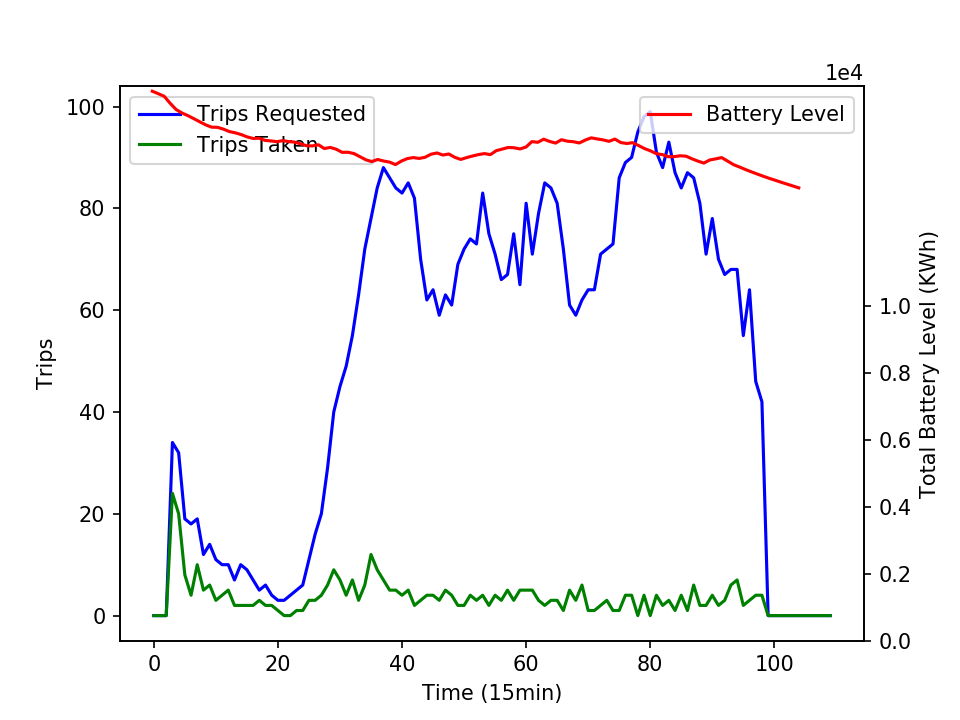 1e4
Trips Requested
Trips Taken
Battery Level
100
80
60
40
20
0
Trips
1.0
0.8
0.6
0.4
0.2
0.0
Total Battery Level (KWh)
0 20 40 60 80 100
Time (15min)